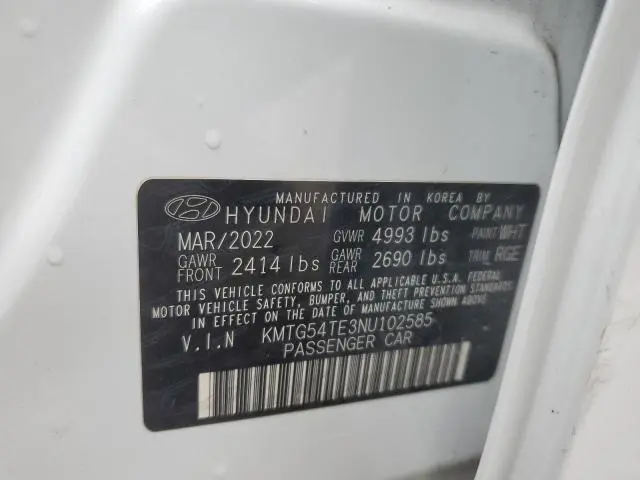 MANUFACTURED IN KOREA BY
HYUNDAI MOTOR COMPANY
MAR/2022 GVWR 4993 lbs PAINT WHT
GAWR FRONT 2414 lbs GAWR REAR 2690 lbs TRIM RGE
THIS VEHICLE CONFORMS TO ALL APPLICABLE U.S.A. FEDERAL
MOTOR VEHICLE SAFETY, BUMPER, AND THEFT PREVENTION STANDARDS
IN EFFECT ON THE DATE OF MANUFACTURE SHOWN ABOVE.
V.I.N KMTG54TE3NU102585
PASSENGER CAR